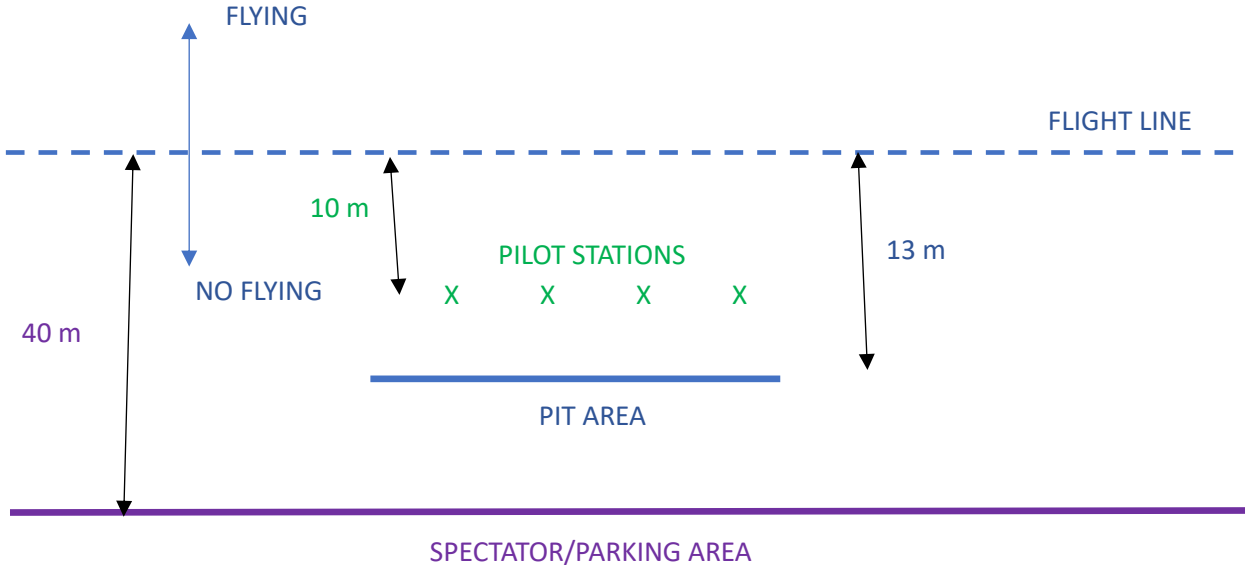 FLYING
FLIGHT LINE
10 m
PILOT STATIONS
13 m
NO FLYING
X X X X
40 m
PIT AREA
SPECTATOR/PARKING AREA